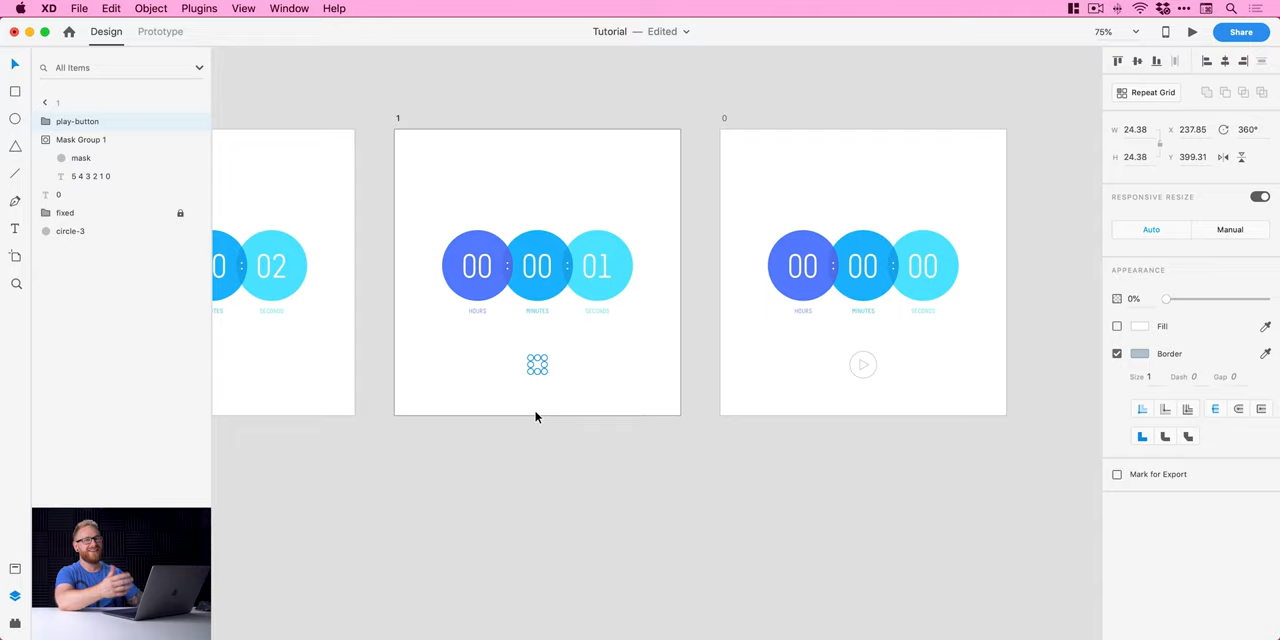 XD File Edit Object Plugins View Window Help
Design Prototype
Tutorial — Edited
75%
Share
All Items
1
play-button
Mask Group 1
mask
5 4 3 2 1 0
0
fixed
circle-3
1
0
0 : 02
TES SECONDS
00 : 00 : 01
HOURS MINUTES SECONDS
00 : 00 : 00
HOURS MINUTES SECONDS
Repeat Grid
W 24.38 X 237.85 360°
H 24.38 Y 399.31
RESPONSIVE RESIZE
Auto Manual
APPEARANCE
0%
Fill
Border
Size 1 Dash 0 Gap 0
Mark for Export